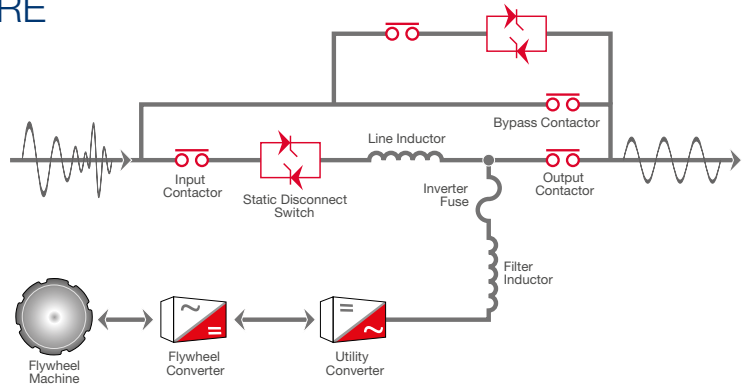 RE
Bypass Contactor
Line Inductor
Input
Contactor
Static Disconnect
Switch
Inverter
Fuse
Output
Contactor
Filter
Inductor
Flywheel
Machine
Flywheel
Converter
Utility
Converter